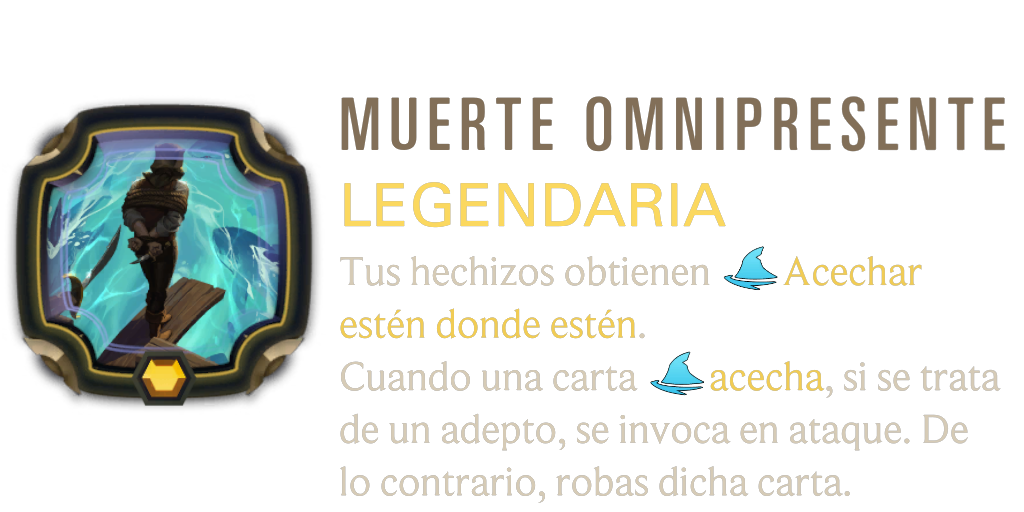 MUERTE OMNIPRESENTE
LEGENDARIA
Tus hechizos obtienen Acechar
estén donde estén.
Cuando una carta acecha, si se trata
de un adepto, se invoca en ataque. De
lo contrario, robas dicha carta.